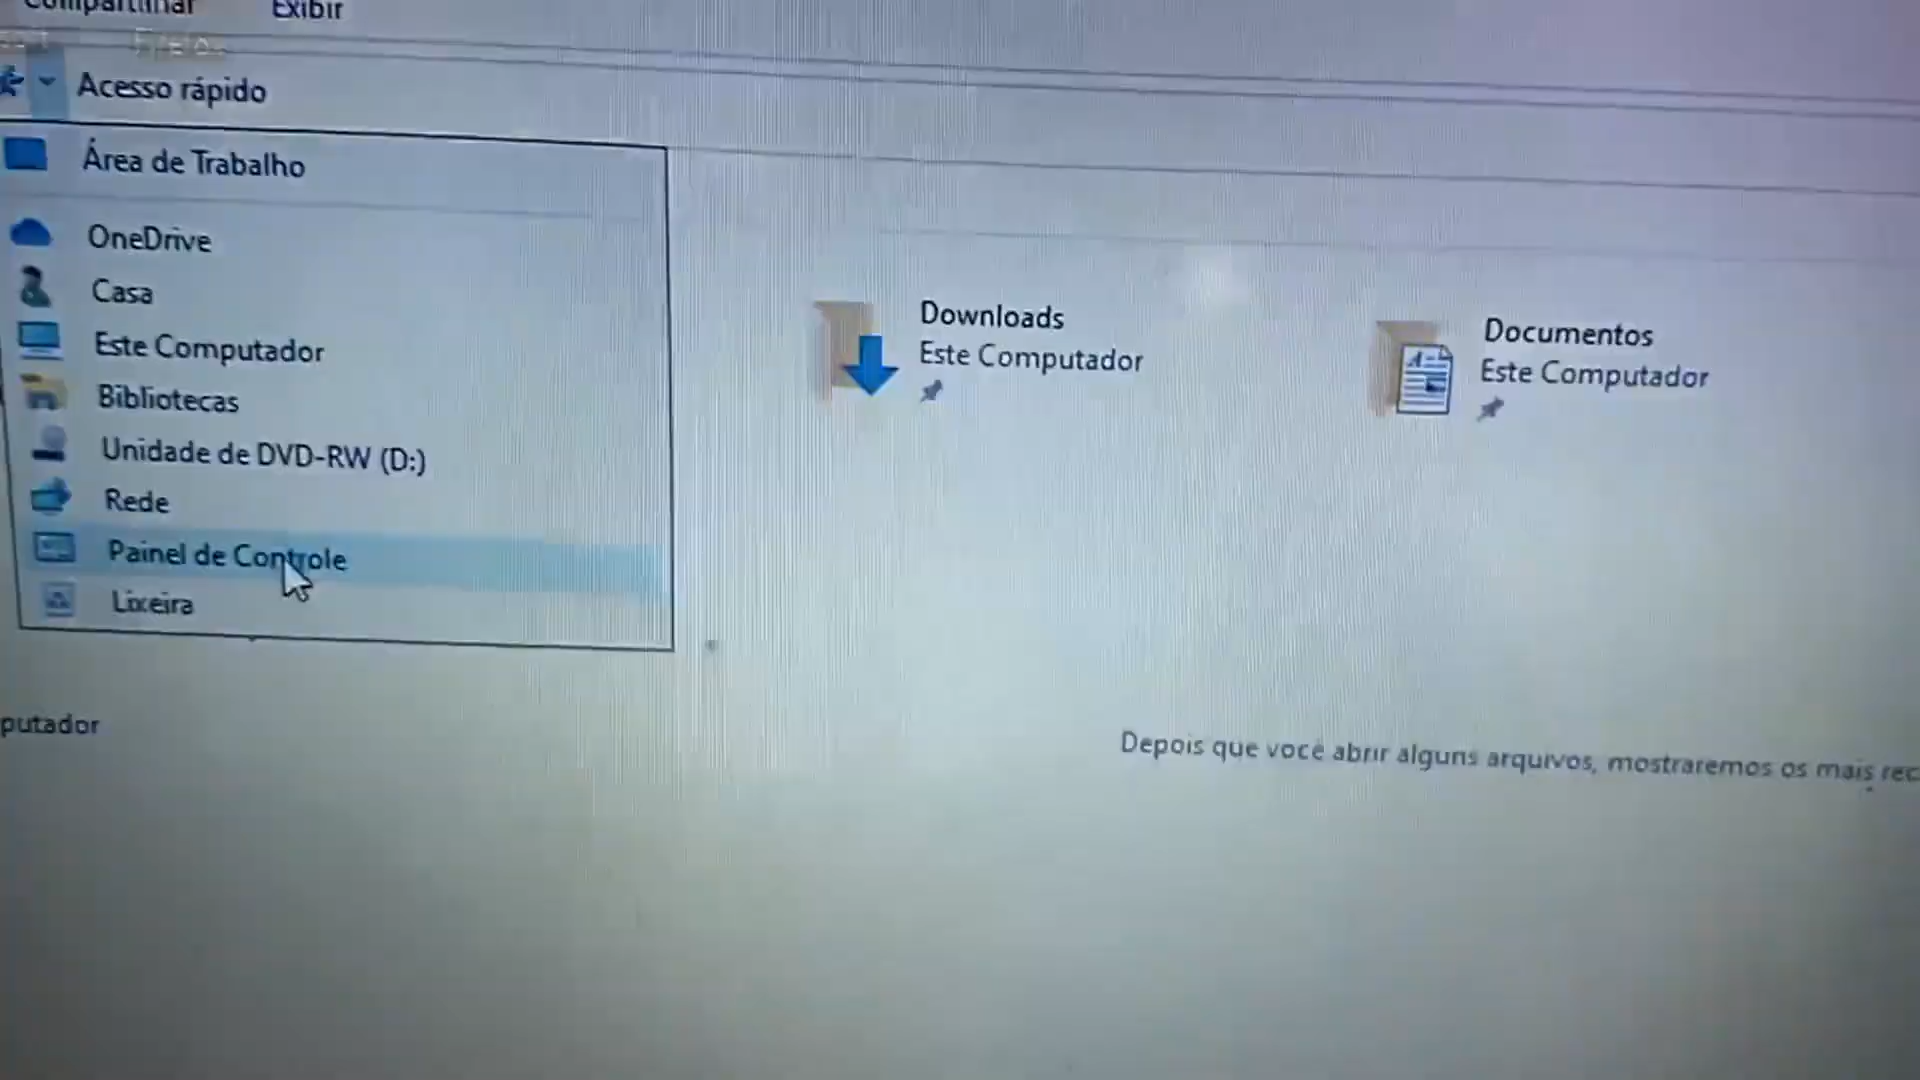 Compartilhar
Exibir
Acesso rápido
Área de Trabalho
OneDrive
Casa
Este Computador
Bibliotecas
Unidade de DVD-RW (D:)
Rede
Painel de Controle
Lixeira
Downloads
Este Computador
Documentos
Este Computador
putador
Depois que você abrir alguns arquivos, mostraremos os mais rec